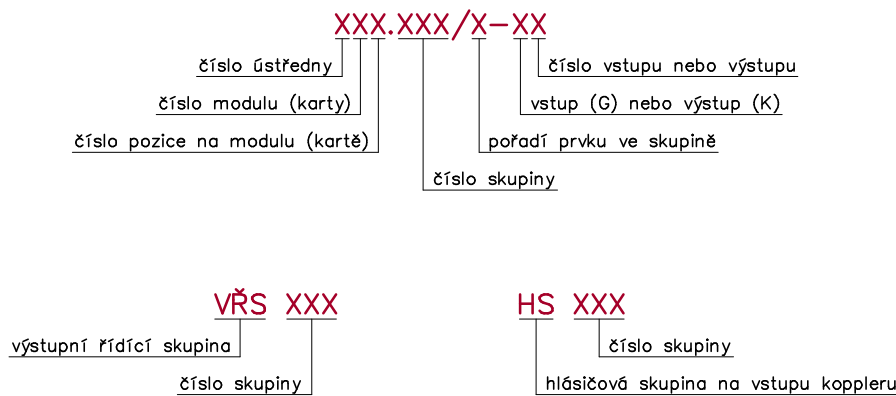 XXX.XXX/X-XX
číslo ústředny
číslo vstupu nebo výstupu
číslo modulu (karty)
vstup (G) nebo výstup (K)
číslo pozice na modulu (kartě)
pořadí prvku ve skupině
číslo skupiny
VŘS XXX
HS XXX
výstupní řídící skupina
číslo skupiny
číslo skupiny
hlásičová skupina na vstupu koppleru